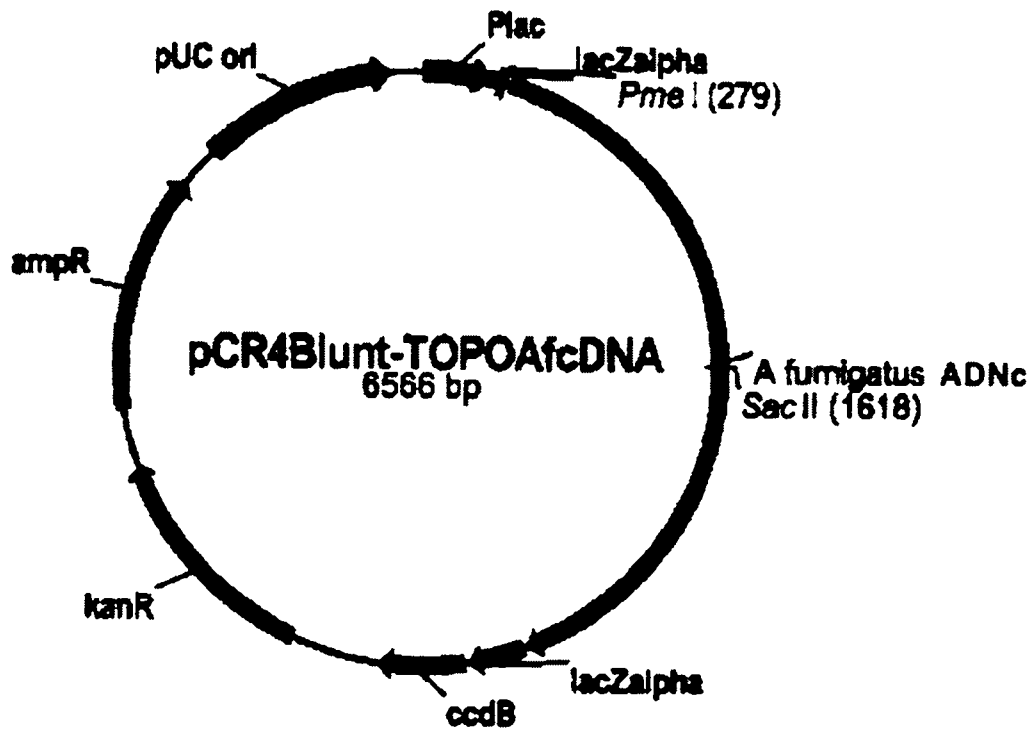 Plac
pUC ori
lacZalpha
PmeI (279)
ampR
pCR4Blunt-TOPOAfcDNA
6566 bp
A fumigatus ADNc
SacII (1618)
kanR
lacZalpha
ccdB